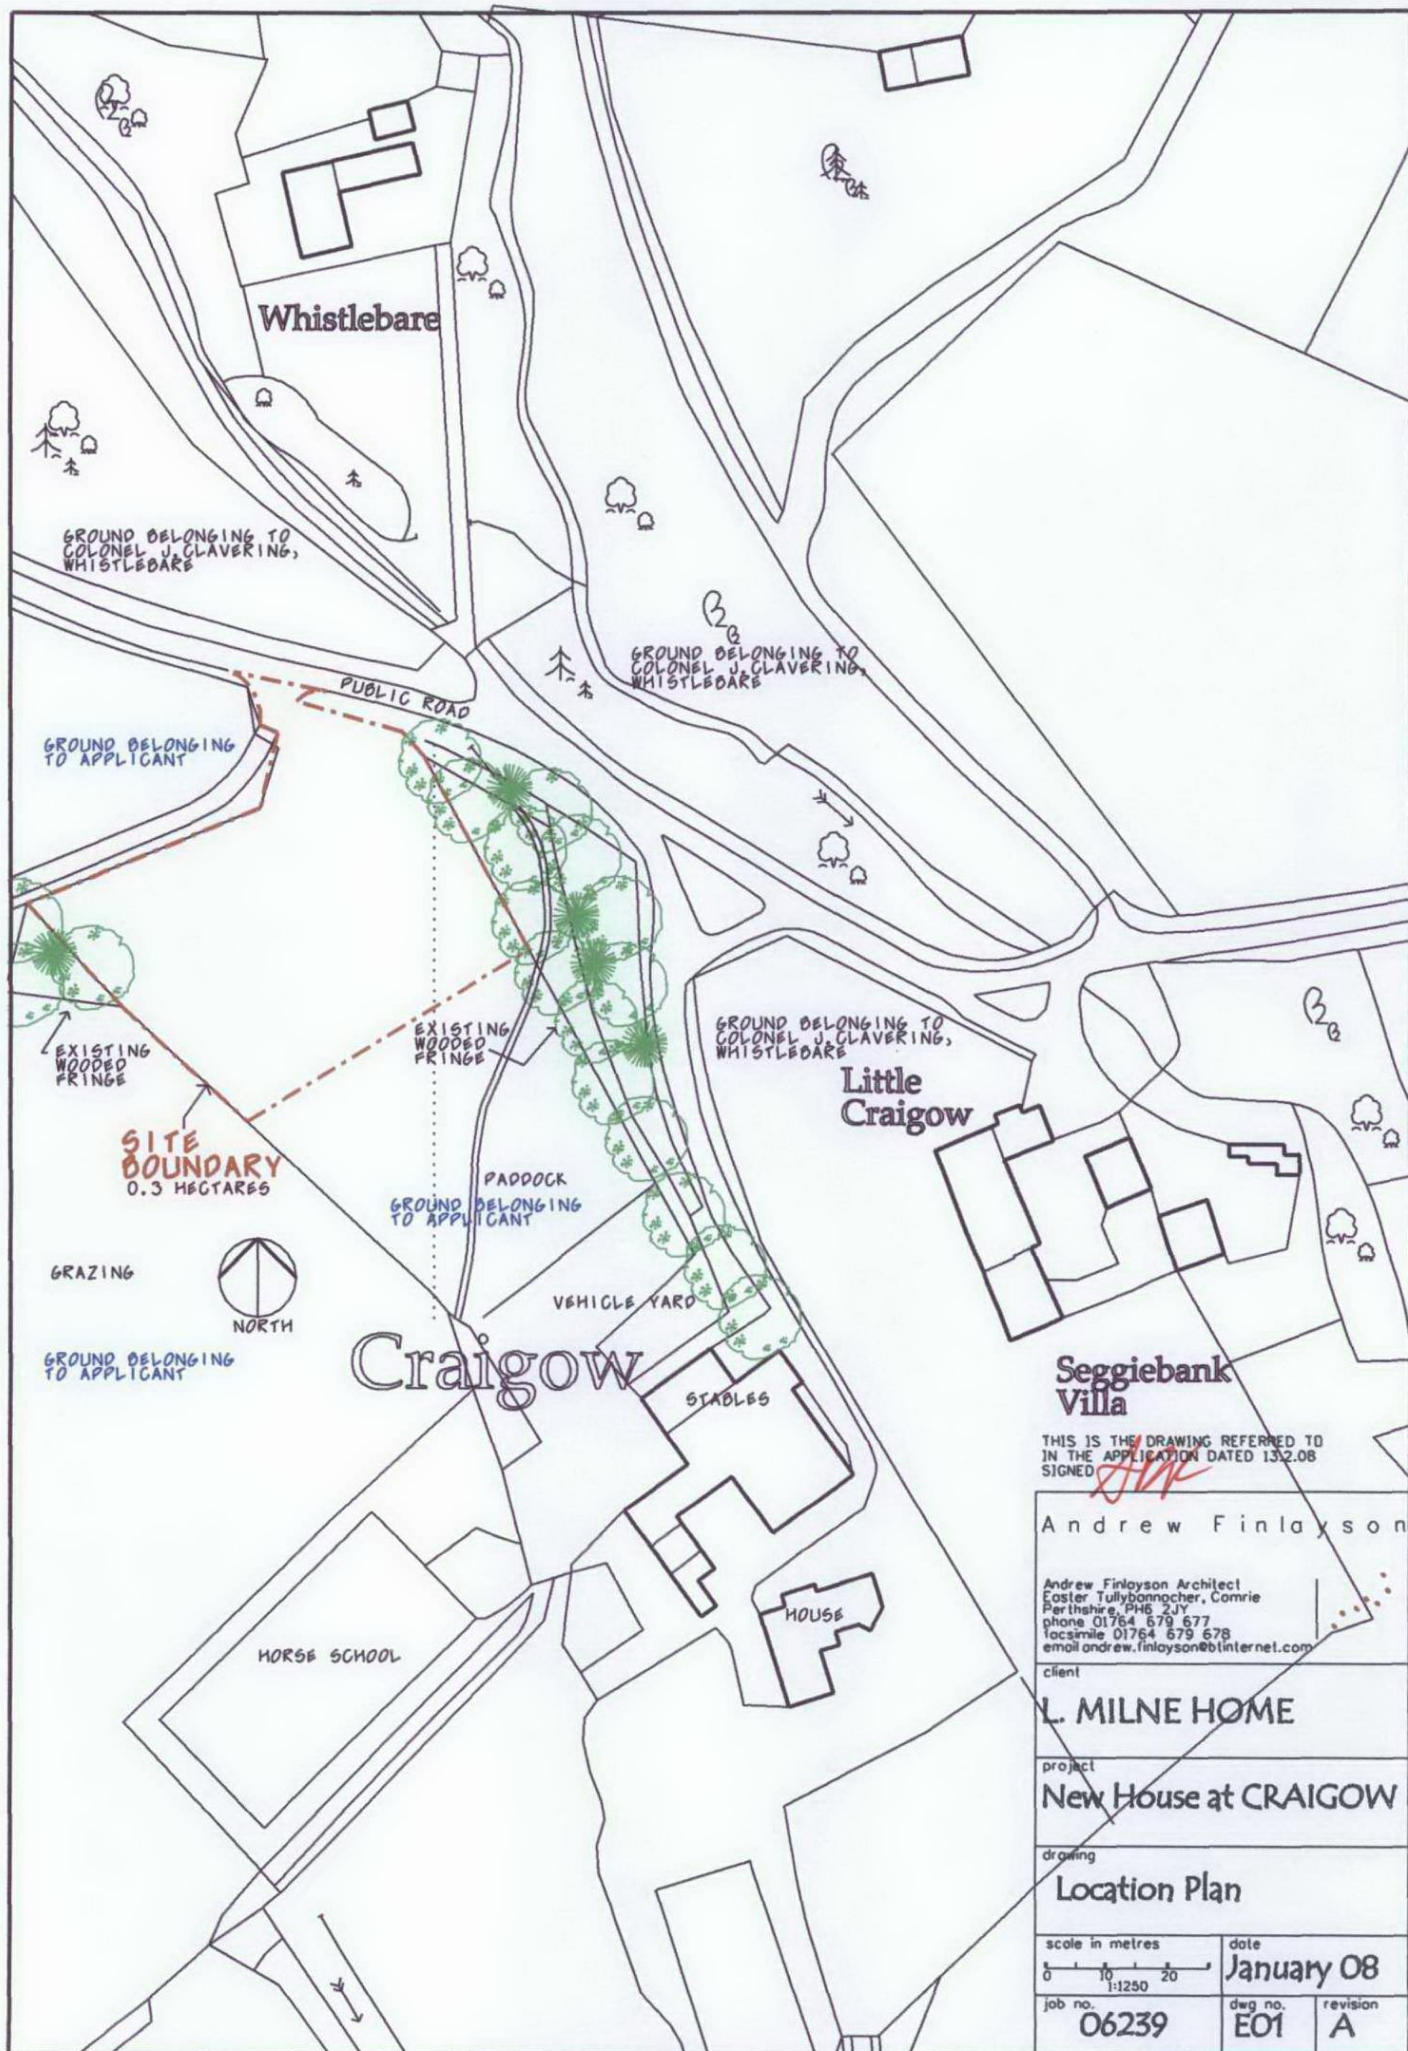 Whistlebare
GROUND BELONGING TO
COLONEL J. CLAVERING,
WHISTLEBARE
GROUND BELONGING TO
COLONEL J. CLAVERING,
WHISTLEBARE
PUBLIC ROAD
GROUND BELONGING
TO APPLICANT
EXISTING
WOODED
FRINGE
EXISTING
WOODED
FRINGE
GROUND BELONGING TO
COLONEL J. CLAVERING,
WHISTLEBARE
Little
Craigow
SITE
BOUNDARY
0.3 HECTARES
PADDOCK
GROUND BELONGING
TO APPLICANT
GRAZING
NORTH
VEHICLE YARD
GROUND BELONGING
TO APPLICANT
Craigow
STABLES
Seggiebank
Villa
HOUSE
HORSE SCHOOL
THIS IS THE DRAWING REFERRED TO
IN THE APPLICATION DATED 13.2.08
SIGNED
Andrew Finlayson
Andrew Finlayson Architect
Easter Tullybannocher, Comrie
Perthshire, PH6 2JY
phone 01764 679 677
facsimile 01764 679 678
email andrew.finlayson@btinternet.com
client
L. MILNE HOME
project
New House at CRAIGOW
drawing
Location Plan
scale in metres
0 10 20
1:1250
date
January 08
job no.
06239
dwg no.
E01
revision
A